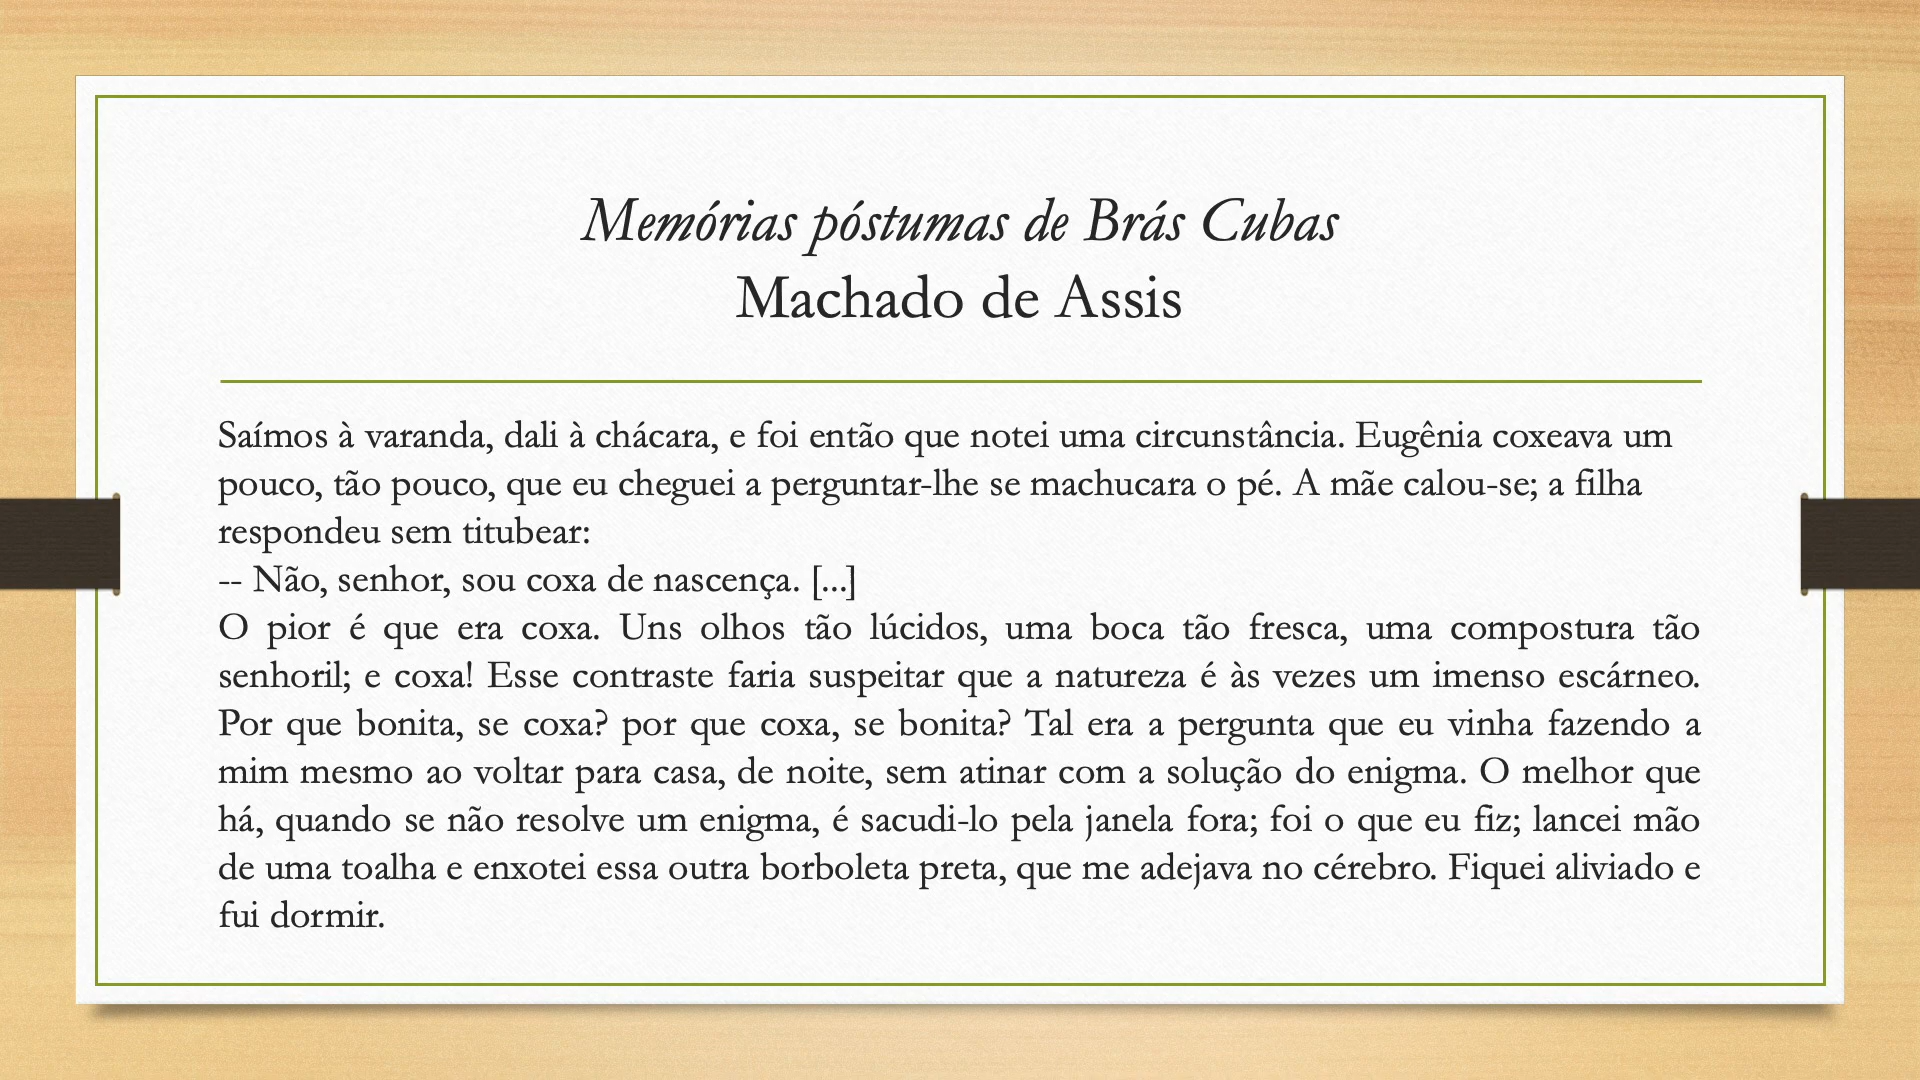 Memórias póstumas de Brás Cubas
Machado de Assis
Saímos à varanda, dali à chácara, e foi então que notei uma circunstância. Eugênia coxeava um
pouco, tão pouco, que eu cheguei a perguntar-lhe se machucara o pé. A mãe calou-se; a filha
respondeu sem titubear:
-- Não, senhor, sou coxa de nascença. [...]
O pior é que era coxa. Uns olhos tão lúcidos, uma boca tão fresca, uma compostura tão
senhoril; e coxa! Esse contraste faria suspeitar que a natureza é às vezes um imenso escárneo.
Por que bonita, se coxa? por que coxa, se bonita? Tal era a pergunta que eu vinha fazendo a
mim mesmo ao voltar para casa, de noite, sem atinar com a solução do enigma. O melhor que
há, quando se não resolve um enigma, é sacudi-lo pela janela fora; foi o que eu fiz; lancei mão
de uma toalha e enxotei essa outra borboleta preta, que me adejava no cérebro. Fiquei aliviado e
fui dormir.